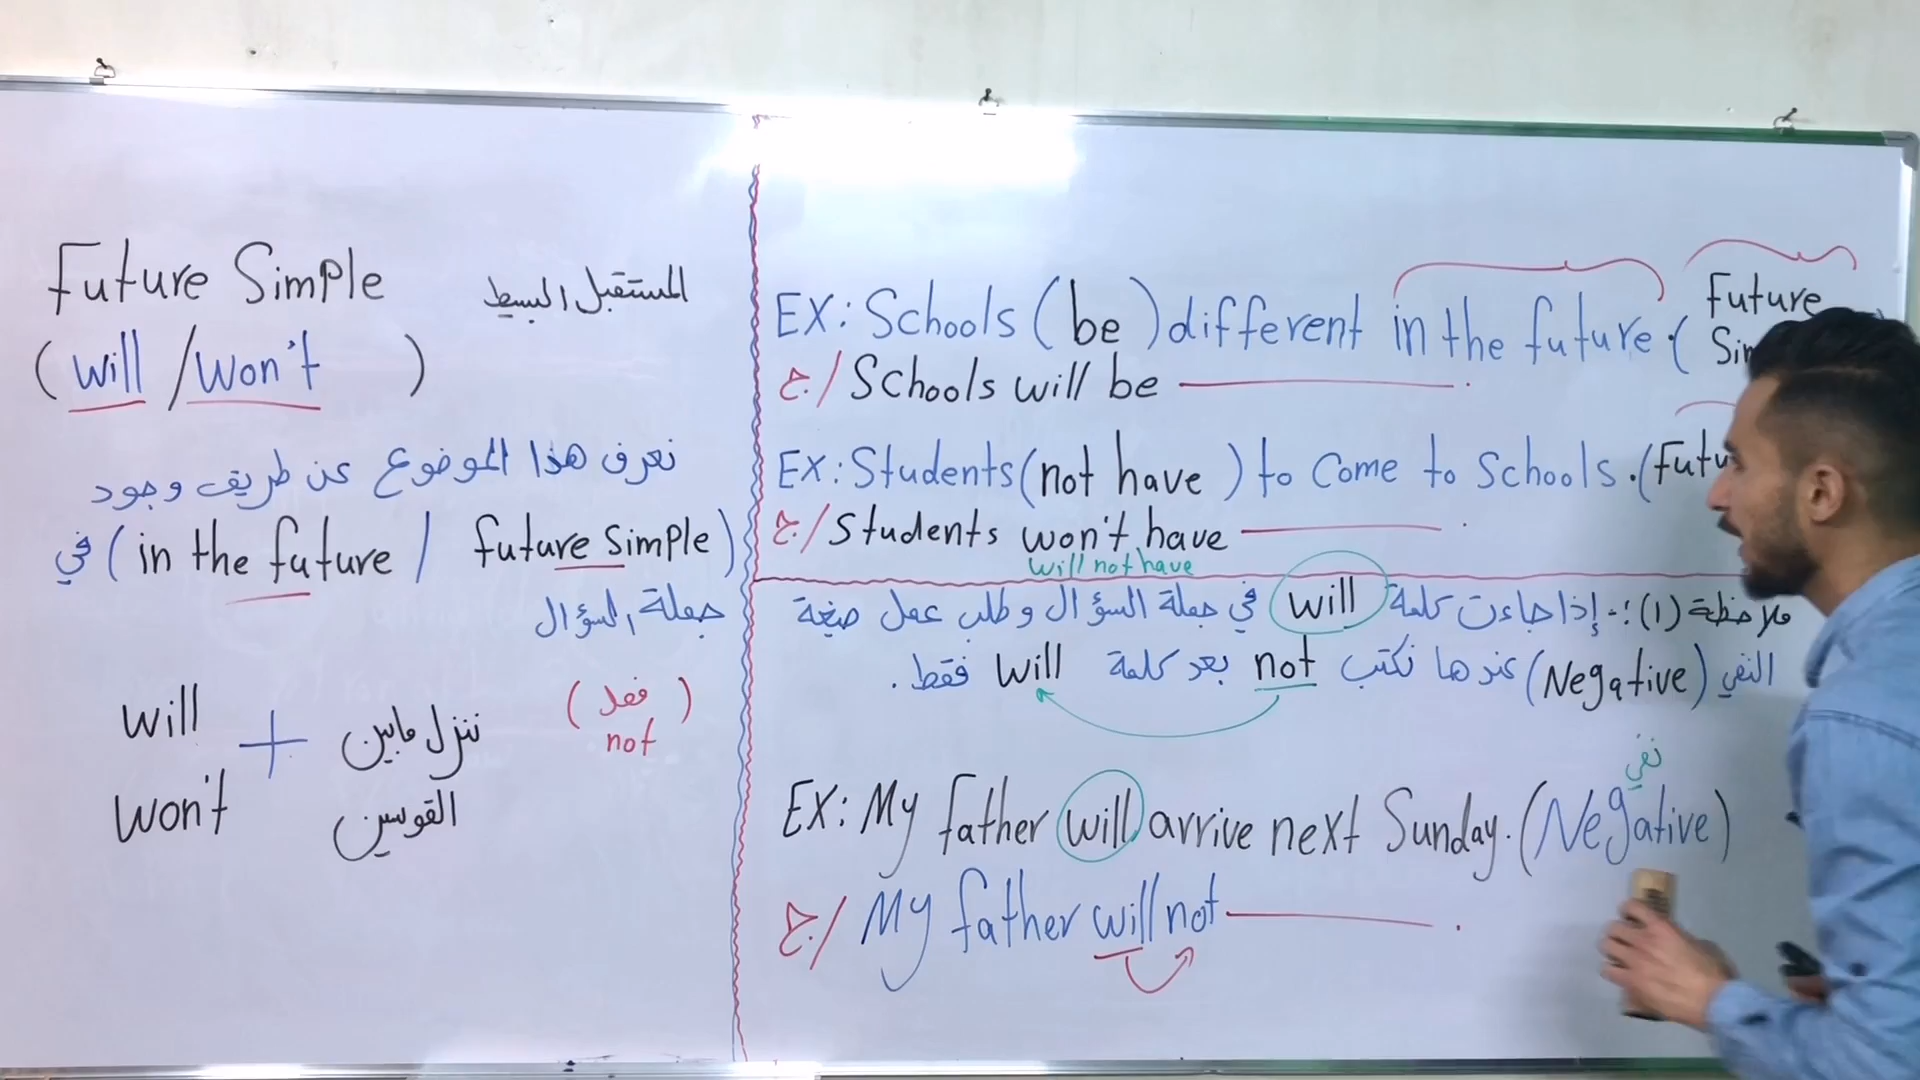 Future Simple المستقبل البسيط
(will / won't )
نعرف هذا الموضوع عن طريق وجود
(in the future / future simple) في
جملة السؤال
will + ننزل مابين
won't القوسين
(فعل)
not
EX: Schools (be) different in the future. (Future
ج/ Schools will be ــــــ.
EX: Students (not have) to come to schools. (
ج/ Students won't have ــــــ.
will not have
ملاحظة (١) :- إذا جاءت كلمة will في جملة السؤال وطلب عمل صيغة
النفي (Negative) عندها نكتب not بعد كلمة will فقط.
نفي
EX: My father will arrive next Sunday. (Negative)
ج/ My father will not ــــــ.